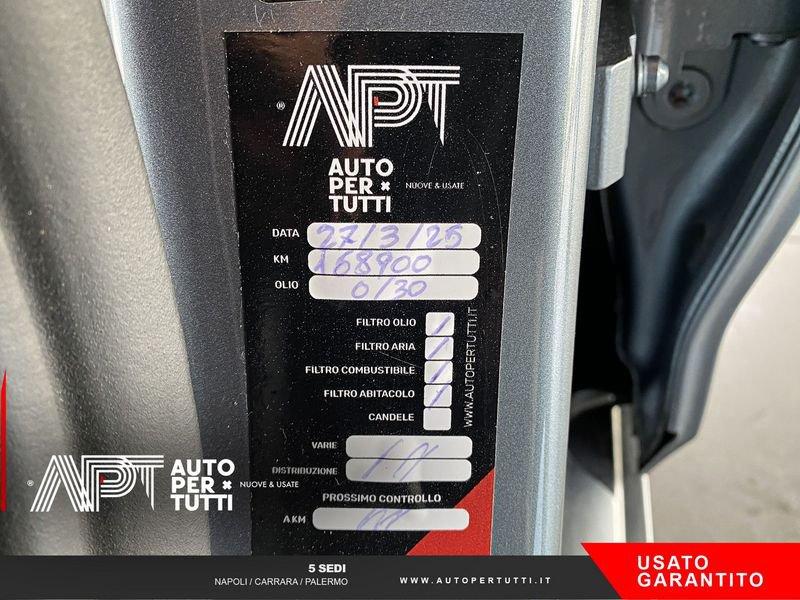 ® APT
AUTO
PER
TUTTI
NUOVE & USATE
DATA 27/3/25
KM 168900
OLIO 0/30
FILTRO OLIO /
FILTRO ARIA /
FILTRO COMBUSTIBILE /
FILTRO ABITACOLO /
CANDELE
WWW.AUTOPERTUTTI.IT
VARIE
DISTRIBUZIONE
PROSSIMO CONTROLLO
A KM
® APT AUTO
PER
TUTTI
NUOVE & USATE
5 SEDI
NAPOLI / CARRARA / PALERMO
WWW.AUTOPERTUTTI.IT
USATO
GARANTITO